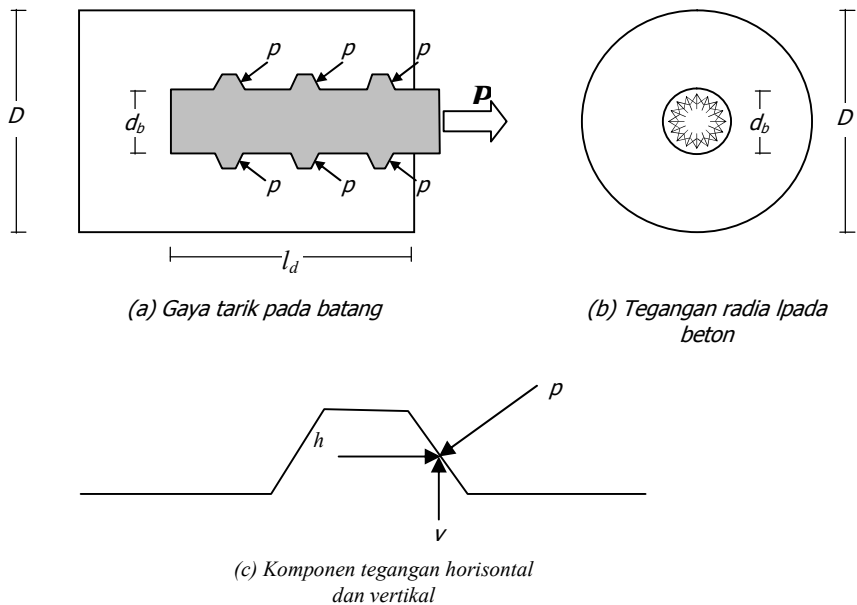 p p p
P
D
d_b
p p p
l_d
(a) Gaya tarik pada batang
d_b
D
(b) Tegangan radia lpada
beton
p
h
v
(c) Komponen tegangan horisontal
dan vertikal